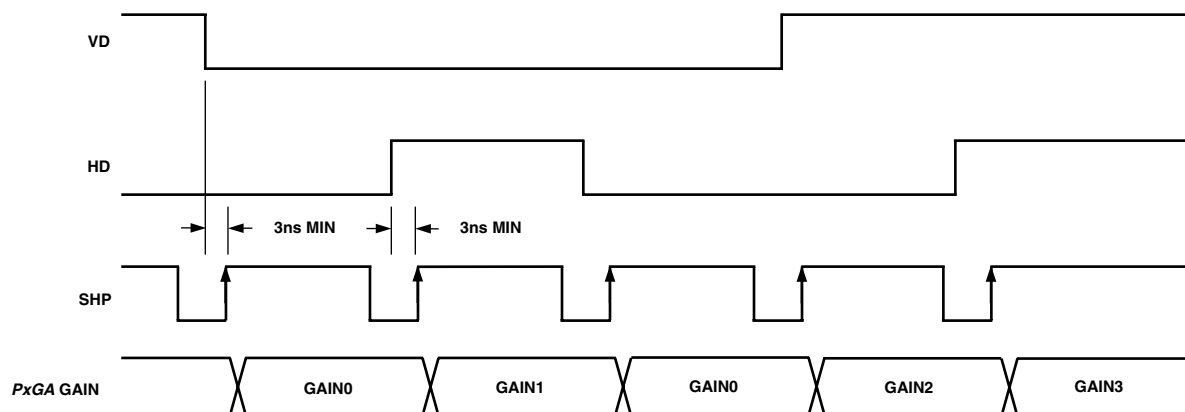 VD
HD
3ns MIN 3ns MIN
SHP
PxGA GAIN GAIN0 GAIN1 GAIN0 GAIN2 GAIN3